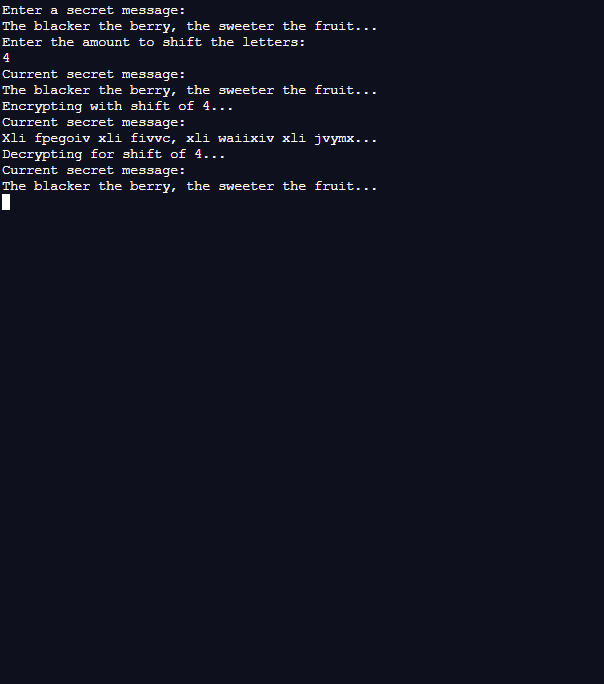 Enter a secret message:
The blacker the berry, the sweeter the fruit...
Enter the amount to shift the letters:
4
Current secret message:
The blacker the berry, the sweeter the fruit...
Encrypting with shift of 4...
Current secret message:
Xli fpegoiv xli fivvc, xli waiixiv xli jvymx...
Decrypting for shift of 4...
Current secret message:
The blacker the berry, the sweeter the fruit...